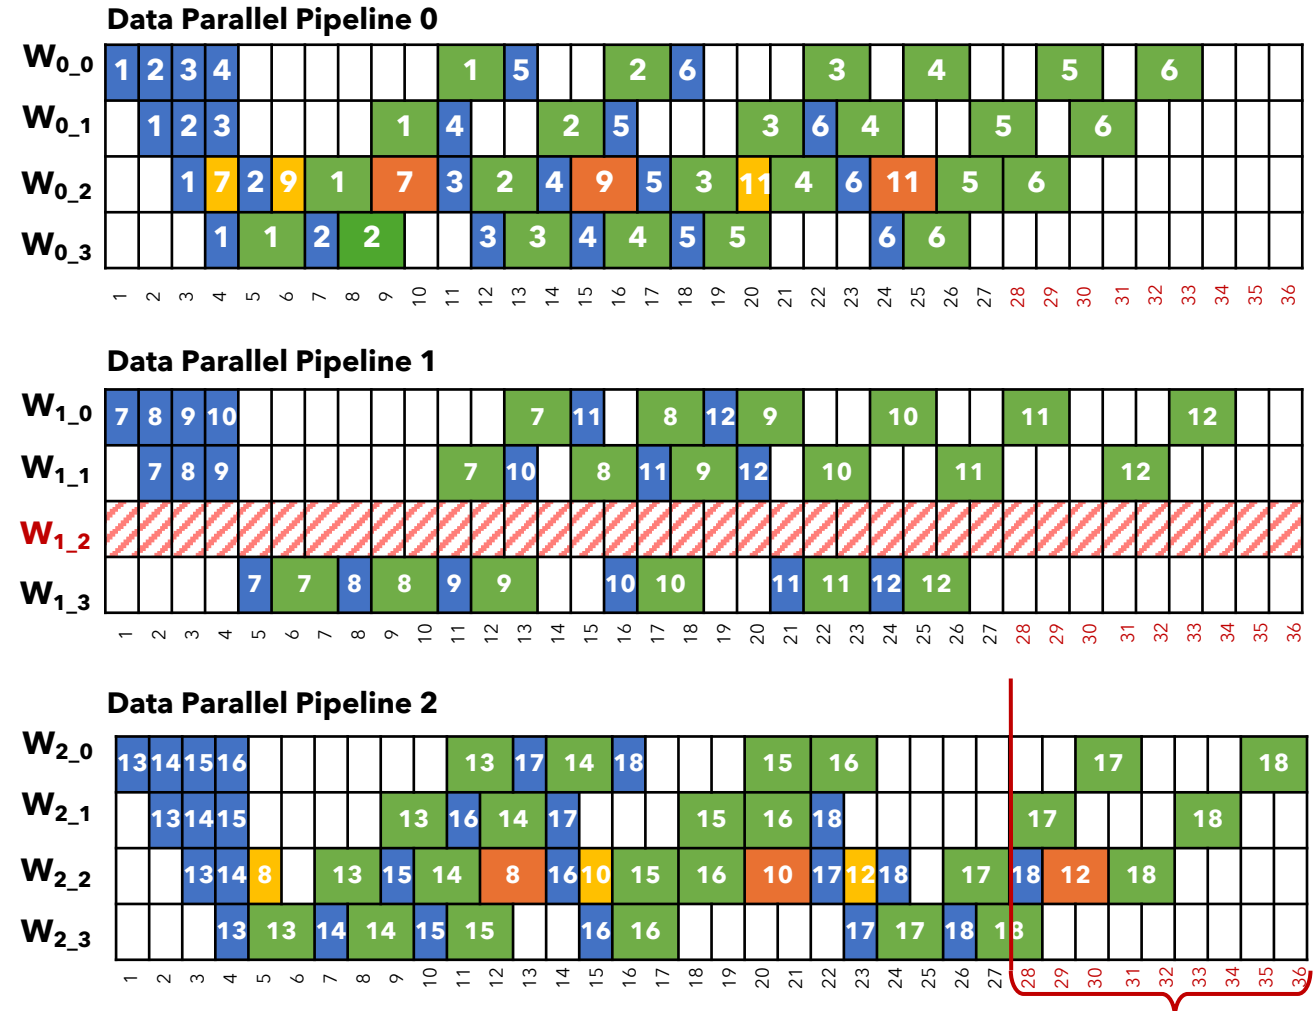 Data Parallel Pipeline 0
W0_0 1 2 3 4 1 5 2 6 3 4 5 6
W0_1 1 2 3 1 4 2 5 3 6 4 5 6
W0_2 1 7 2 9 1 7 3 2 4 9 5 3 11 4 6 11 5 6
W0_3 1 1 2 2 3 3 4 4 5 5 6 6
1 2 3 4 5 6 7 8 9 10 11 12 13 14 15 16 17 18 19 20 21 22 23 24 25 26 27 28 29 30 31 32 33 34 35 36
Data Parallel Pipeline 1
W1_0 7 8 9 10 7 11 8 12 9 10 11 12
W1_1 7 8 9 7 10 8 11 9 12 10 11 12
W1_2
W1_3 7 7 8 8 9 9 10 10 11 11 12 12
1 2 3 4 5 6 7 8 9 10 11 12 13 14 15 16 17 18 19 20 21 22 23 24 25 26 27 28 29 30 31 32 33 34 35 36
Data Parallel Pipeline 2
W2_0 13 14 15 16 13 17 14 18 15 16 17 18
W2_1 13 14 15 13 16 14 17 15 16 18 17 18
W2_2 13 14 8 13 15 14 8 16 10 15 16 10 17 12 18 17 18 12 18
W2_3 13 13 14 14 15 15 16 16 17 17 18 18
1 2 3 4 5 6 7 8 9 10 11 12 13 14 15 16 17 18 19 20 21 22 23 24 25 26 27 28 29 30 31 32 33 34 35 36